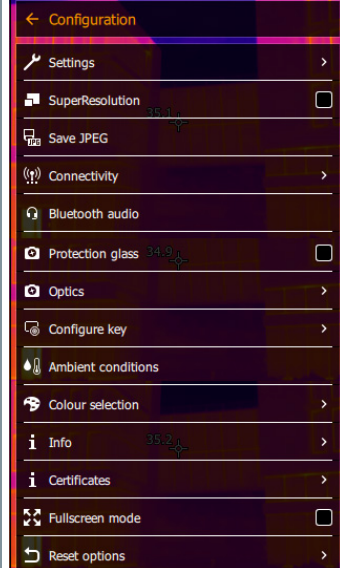 Configuration
Settings
SuperResolution
35.1
JPG Save JPEG
Connectivity
Bluetooth audio
Protection glass 34.9
Optics
Configure key
Ambient conditions
Colour selection
Info 35.2
Certificates
Fullscreen mode
Reset options